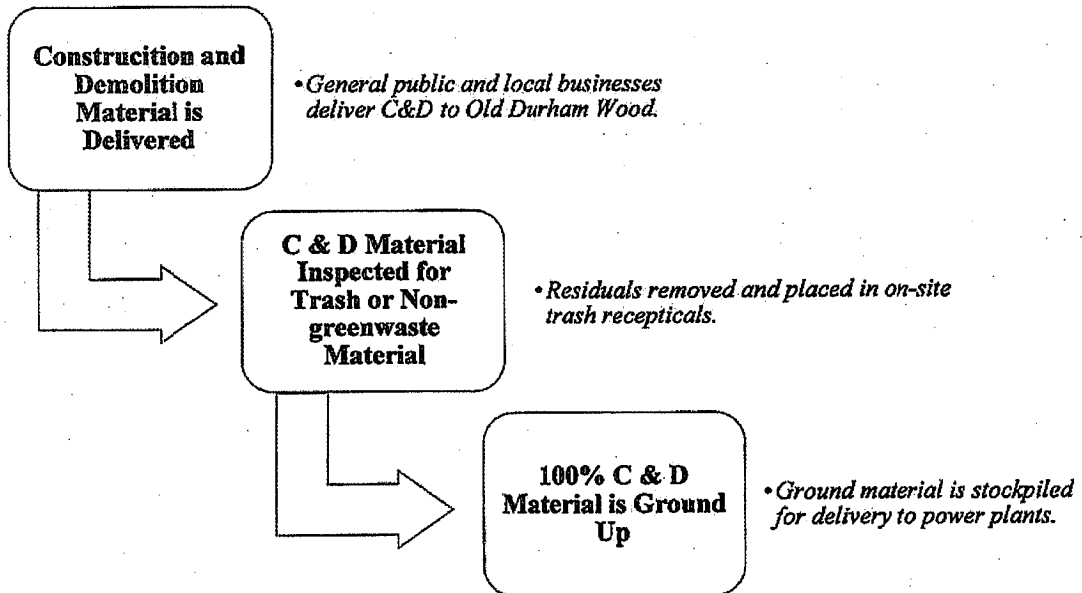 Construcition and
Demolition
Material is
Delivered
•General public and local businesses
deliver C&D to Old Durham Wood.
C & D Material
Inspected for
Trash or Non-
greenwaste
Material
•Residuals removed and placed in on-site
trash recepticals.
100% C & D
Material is Ground
Up
•Ground material is stockpiled
for delivery to power plants.